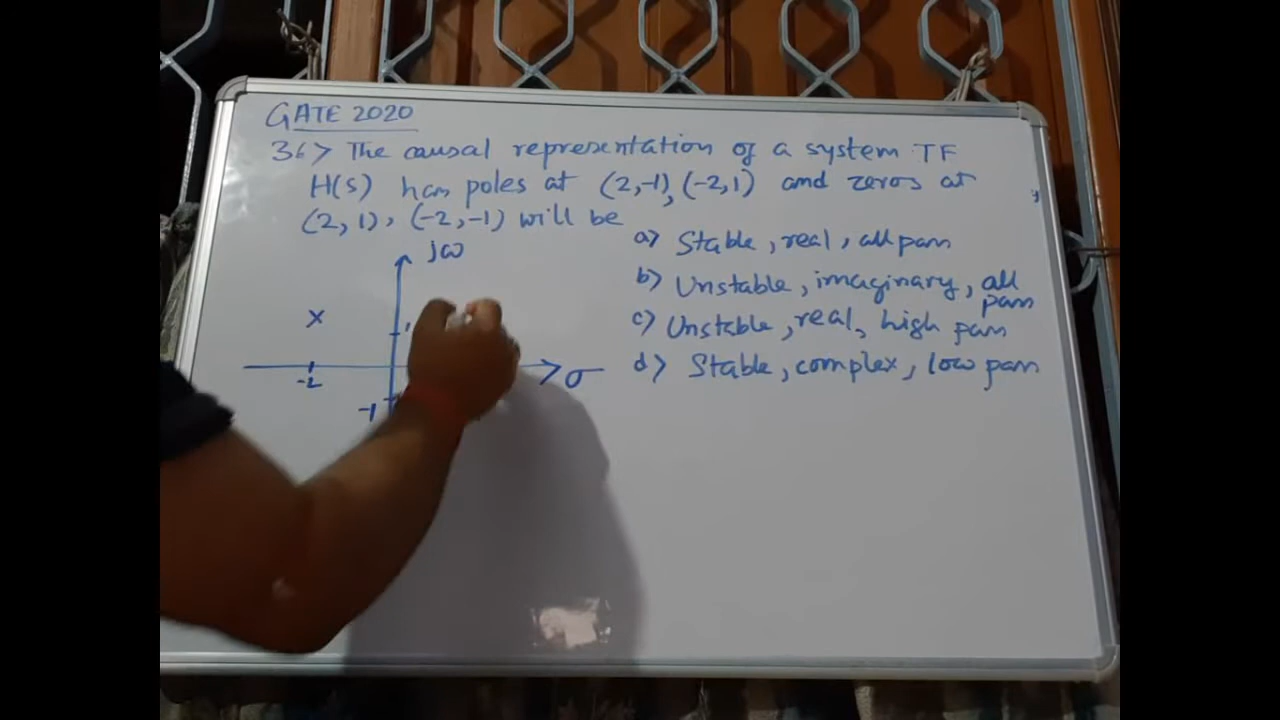 GATE 2020
36> The causal representation of a system TF
H(s) has poles at (2,-1), (-2,1) and zeros at
(2,1), (-2,-1) will be
a> Stable, real, all pass
b> Unstable, imaginary, all
pass
c> Unstable, real, high pass
d> Stable, complex, low pass
jω
x
-2
σ
-1